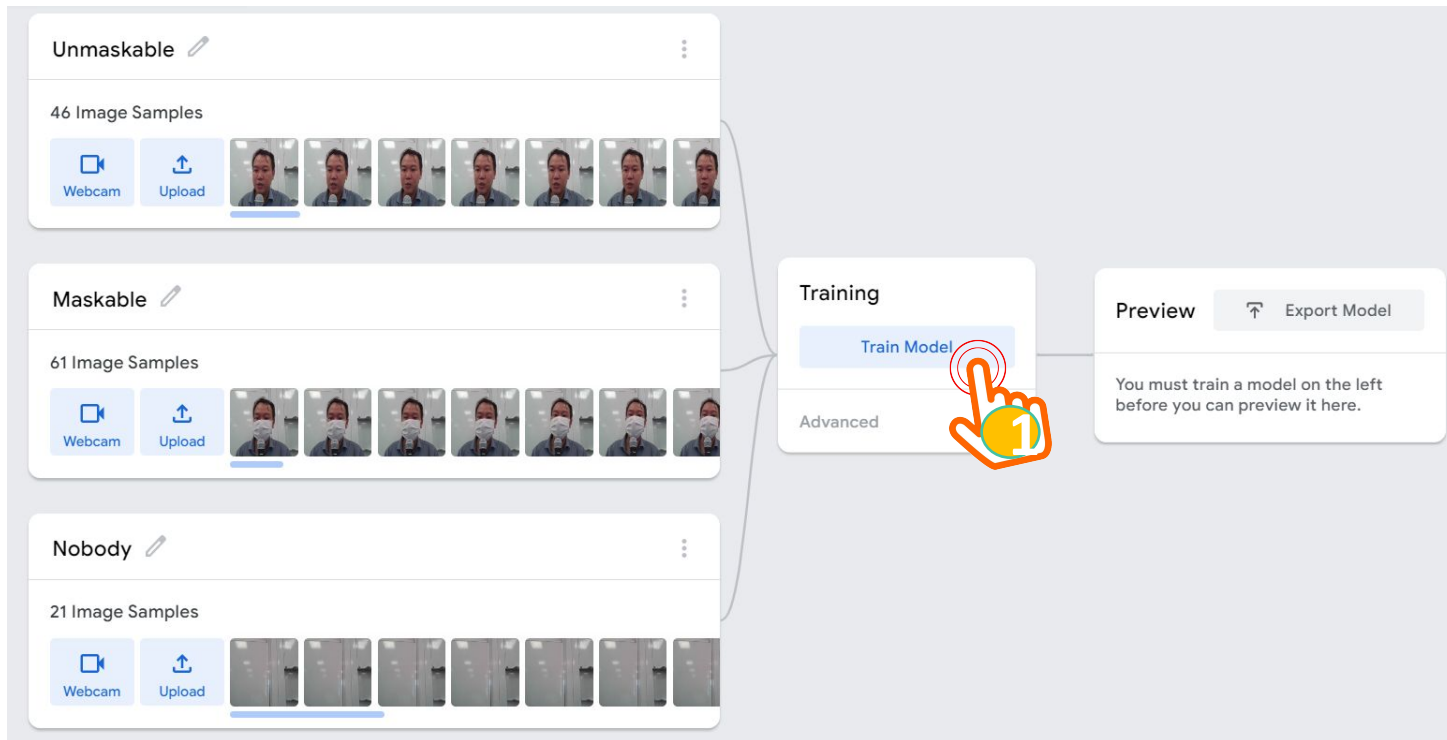 Unmaskable
46 Image Samples
Webcam
Upload
Maskable
61 Image Samples
Webcam
Upload
Nobody
21 Image Samples
Webcam
Upload
Training
Train Model
Advanced
1
Preview
Export Model
You must train a model on the left
before you can preview it here.